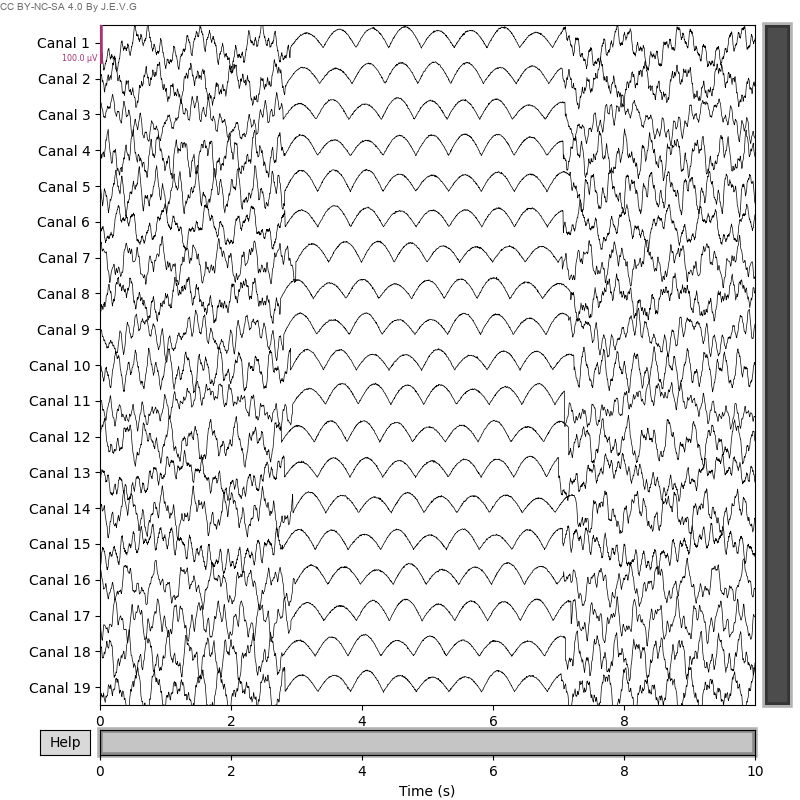 CC BY-NC-SA 4.0 By J.E.V.G
Canal 1
100.0 µV
Canal 2
Canal 3
Canal 4
Canal 5
Canal 6
Canal 7
Canal 8
Canal 9
Canal 10
Canal 11
Canal 12
Canal 13
Canal 14
Canal 15
Canal 16
Canal 17
Canal 18
Canal 19
0 2 4 6 8
Help
0 2 4 6 8 10
Time (s)